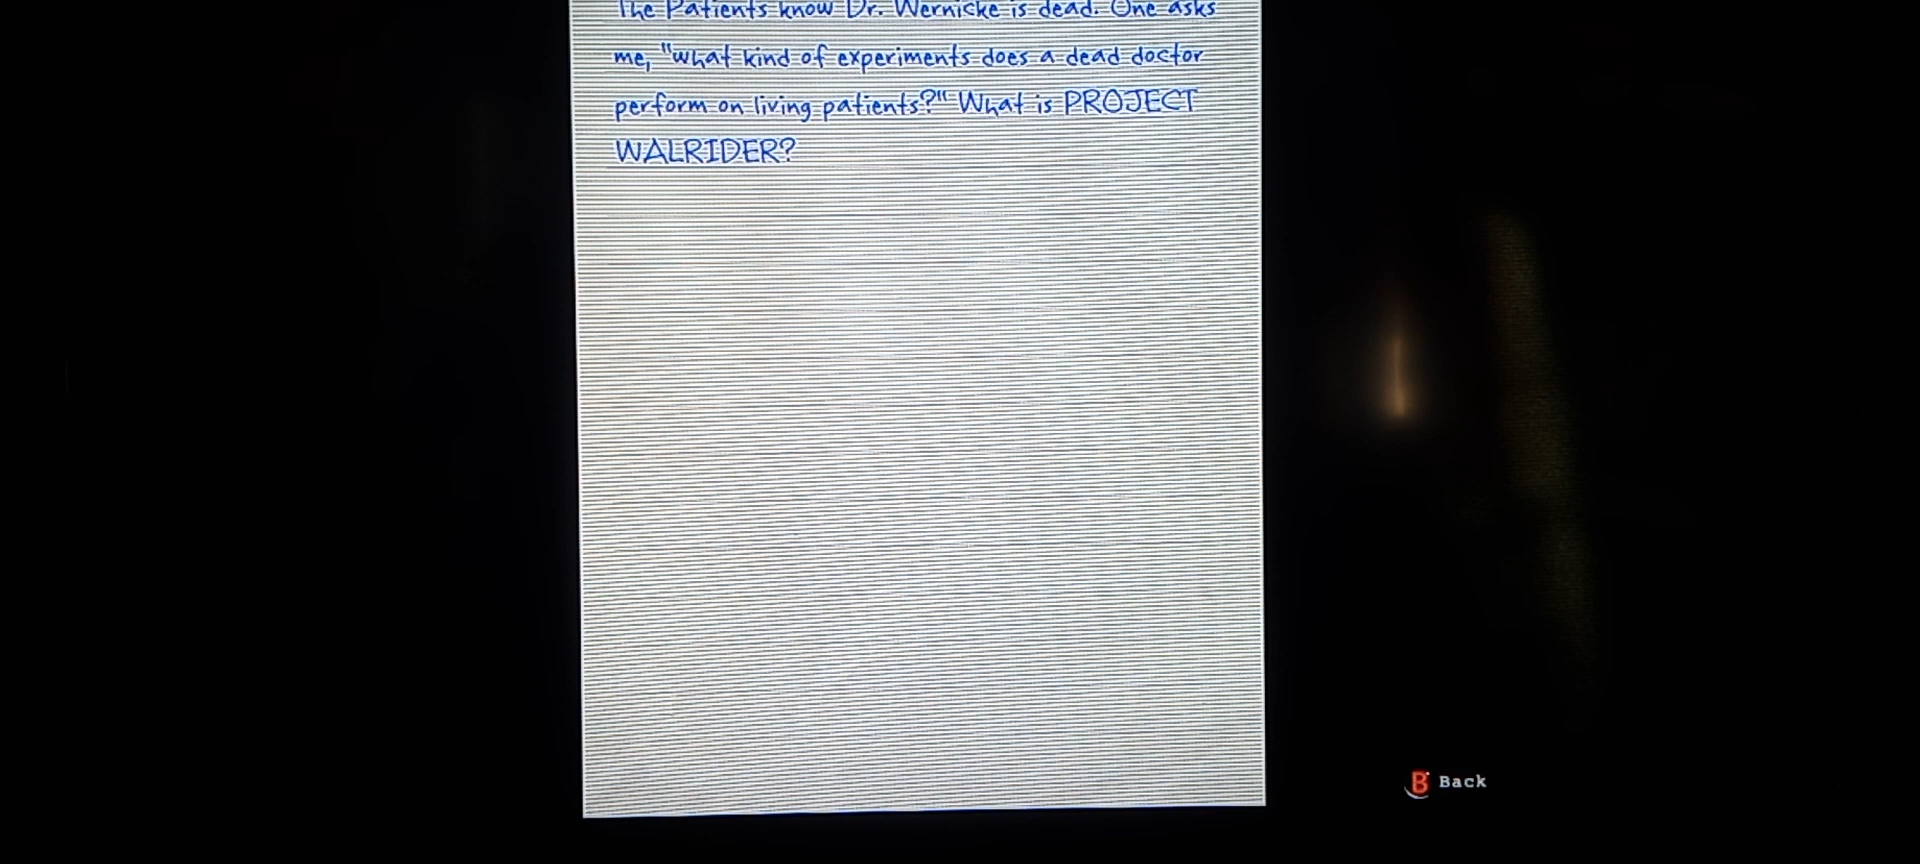 The Patients know Dr. Wernicke is dead. One asks
me, "what kind of experiments does a dead doctor
perform on living patients?" What is PROJECT
WALRIDER?
B Back